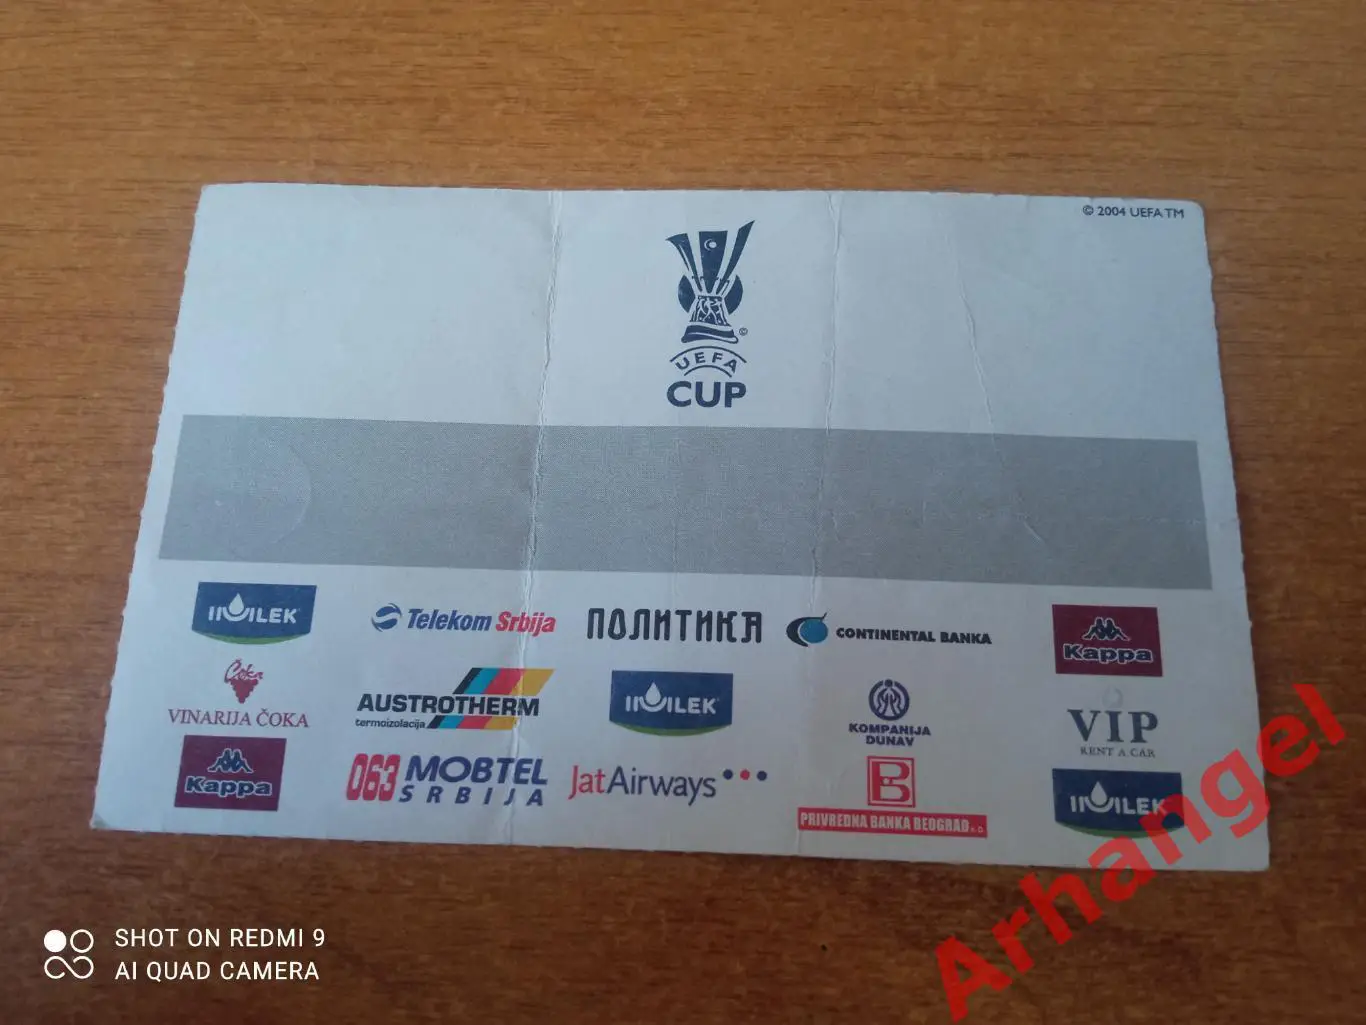 © 2004 UEFA TM
©
UEFA
CUP
IMLEK
Telekom Srbija
ПОЛИТИКА
CONTINENTAL BANKA
Kappa
Čoka
VINARIJA ČOKA
AUSTROTHERM
termoizolacija
IMLEK
KOMPANIJA
DUNAV
VIP
RENT A CAR
Kappa
063 MOBTEL
SRBIJA
JatAirways
B
PRIVREDNA BANKA BEOGRAD A.D.
IMLEK
Arhangel
SHOT ON REDMI 9
AI QUAD CAMERA